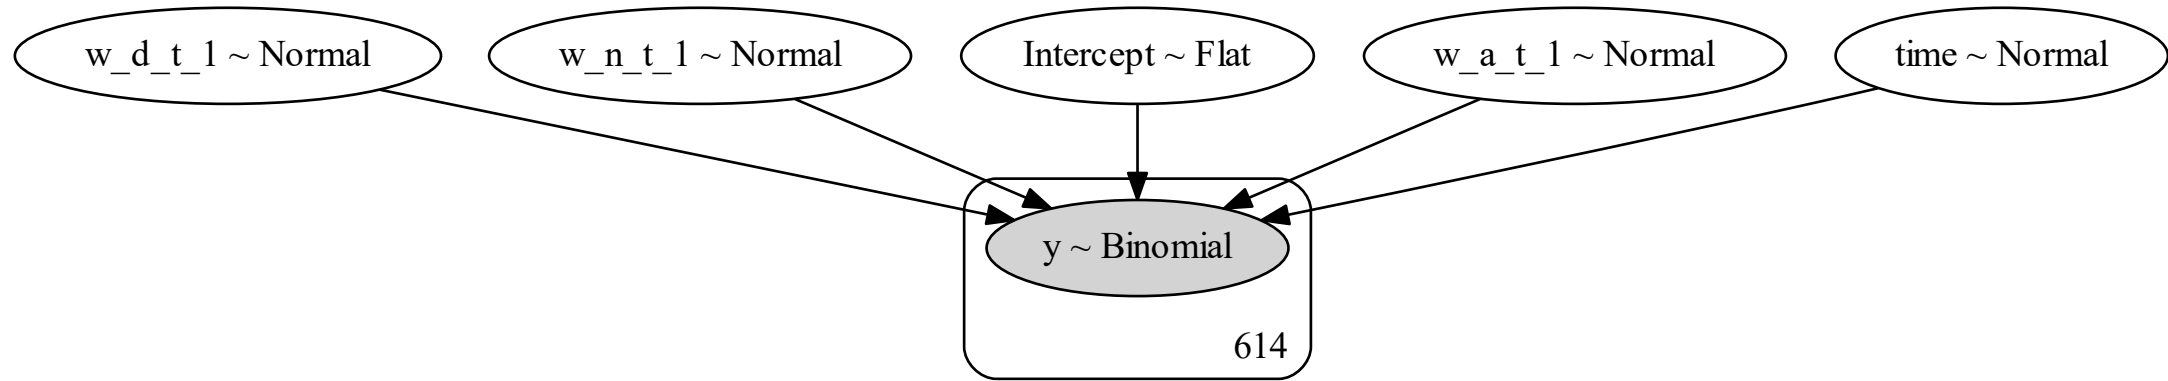 w_d_t_1 ~ Normal
w_n_t_1 ~ Normal
Intercept ~ Flat
w_a_t_1 ~ Normal
time ~ Normal
y ~ Binomial
614